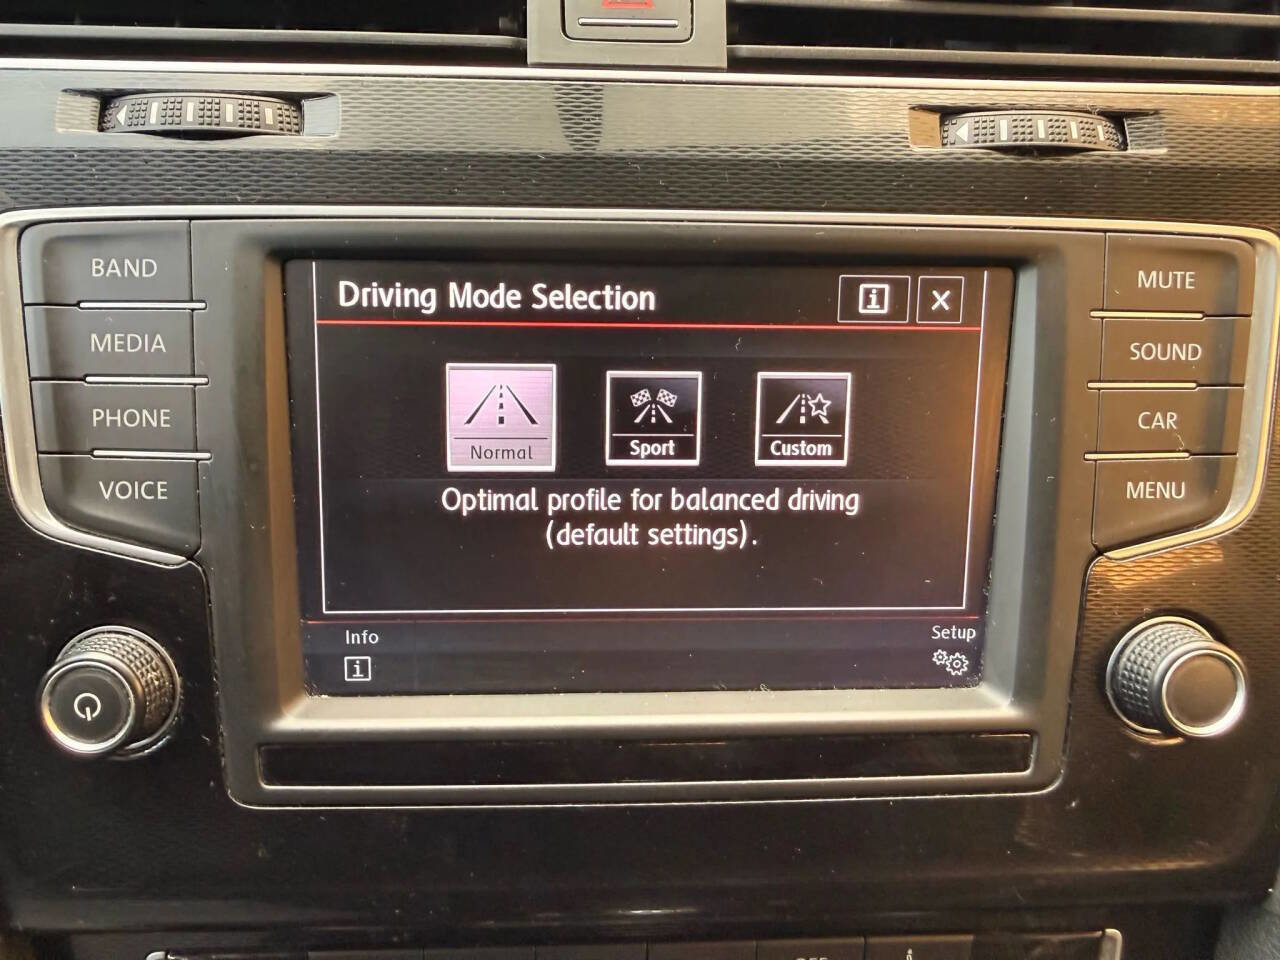 BAND
MEDIA
PHONE
VOICE
Driving Mode Selection
i
X
Normal
Sport
Custom
Optimal profile for balanced driving
(default settings).
Info
i
Setup
MUTE
SOUND
CAR
MENU